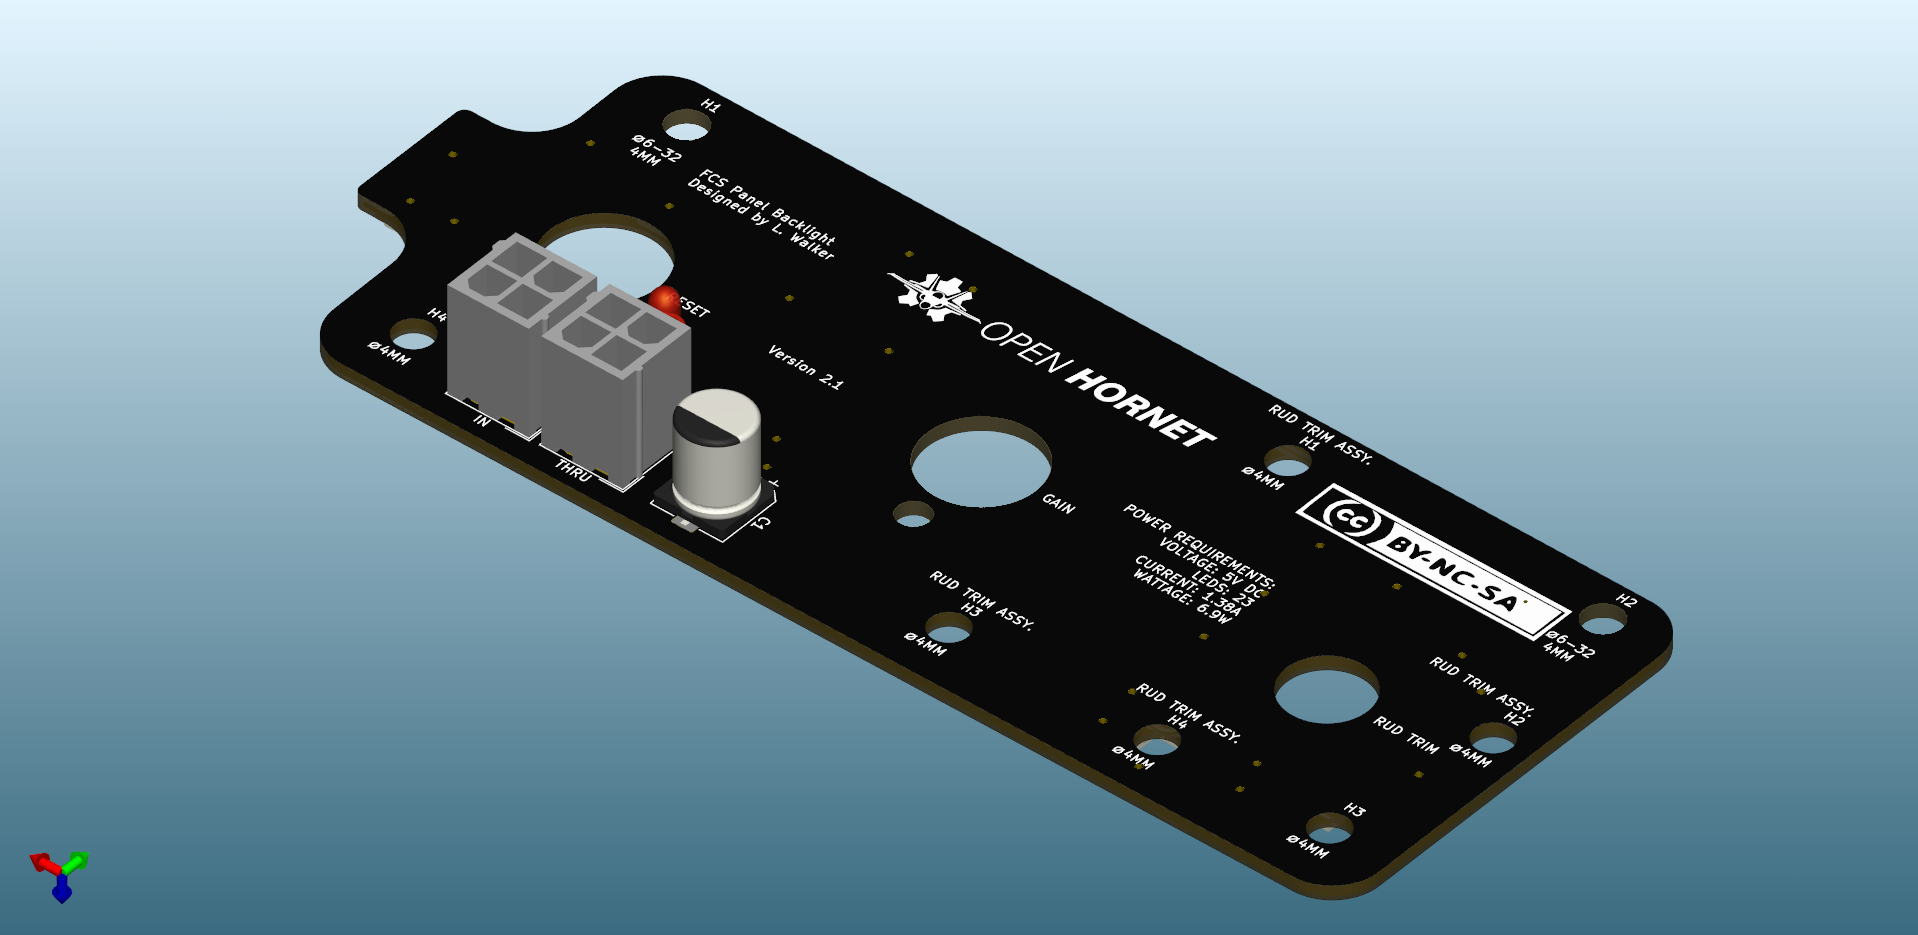 H1
ø6-32
4MM
FCS Panel Backlight
Designed by L. Walker
H4
ø4MM
ESET
Version 2.1
OPEN HORNET
IN
THRU
+
C1
GAIN
RUD TRIM ASSY.
H1
ø4MM
CC BY-NC-SA
POWER REQUIREMENTS:
VOLTAGE: 5V DC
LEDS: 23
CURRENT: 1.38A
WATTAGE: 6.9W
RUD TRIM ASSY.
H3
ø4MM
H2
ø6-32
4MM
RUD TRIM ASSY.
H2
ø4MM
RUD TRIM
RUD TRIM ASSY.
H4
ø4MM
H3
ø4MM